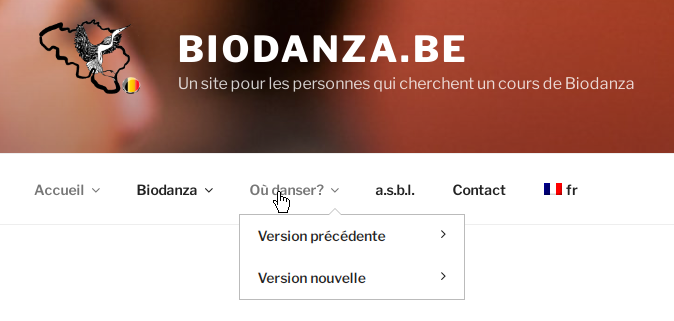 BIODANZA.BE
Un site pour les personnes qui cherchent un cours de Biodanza
Accueil Biodanza Où danser? a.s.b.l. Contact fr
Version précédente
Version nouvelle